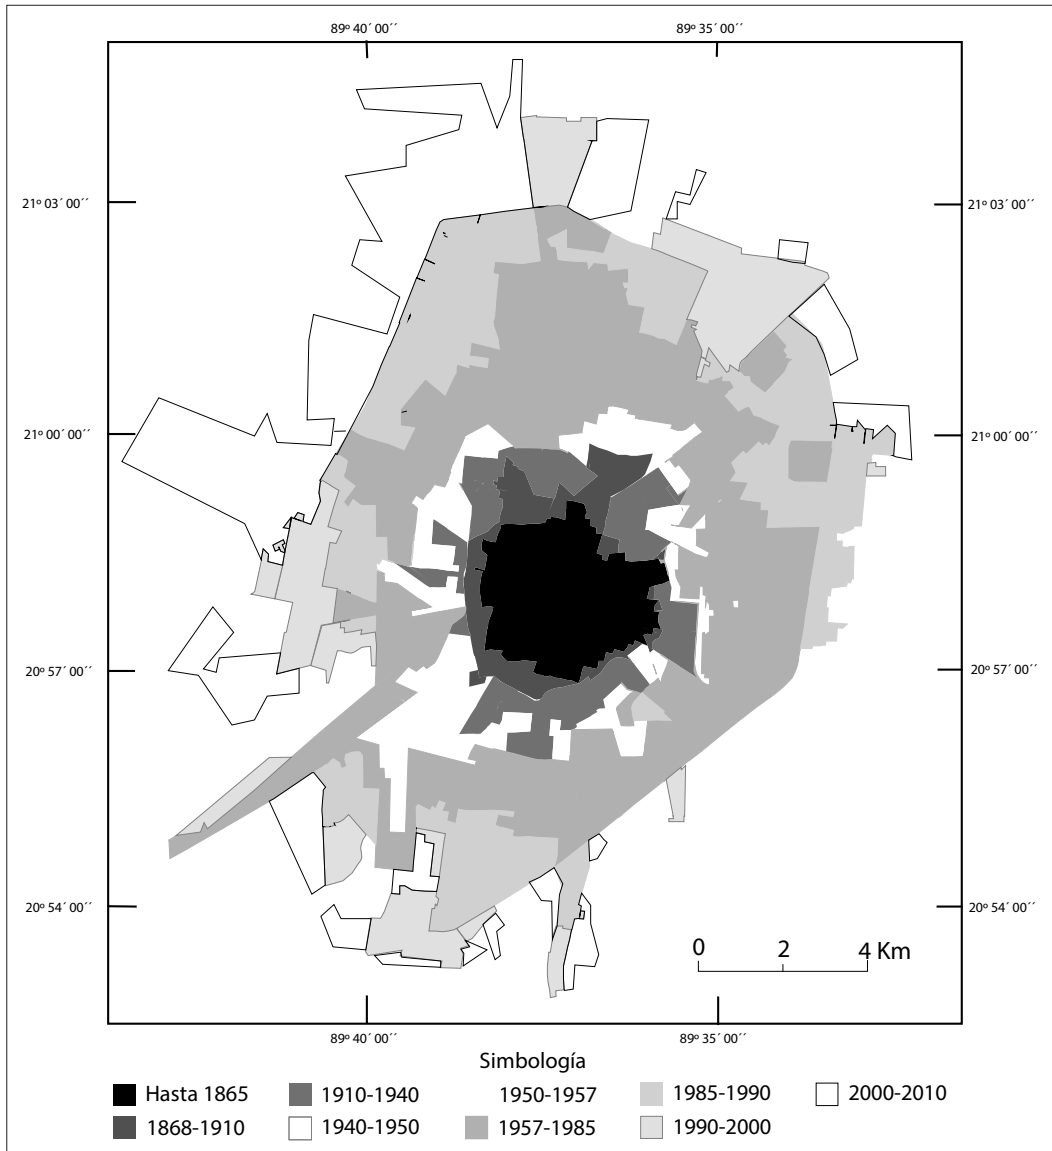 89º 40´ 00´´ 89º 35´ 00´´
21º 03´ 00´´ 21º 03´ 00´´
21º 00´ 00´´ 21º 00´ 00´´
20º 57´ 00´´ 20º 57´ 00´´
20º 54´ 00´´ 20º 54´ 00´´
0 2 4 Km
89º 40´ 00´´ 89º 35´ 00´´
Simbología
Hasta 1865 1910-1940 1950-1957 1985-1990 2000-2010
1868-1910 1940-1950 1957-1985 1990-2000